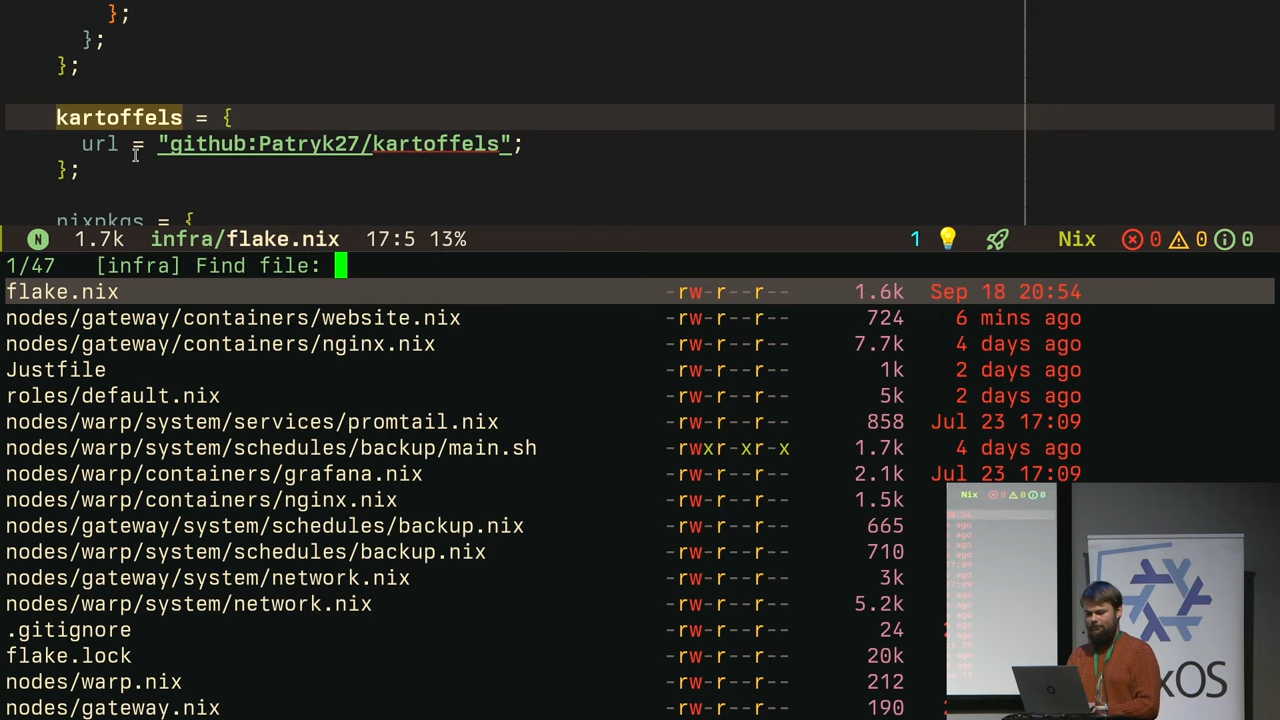 };
};
};
kartoffels = {
url = "github:Patryk27/kartoffels";
};
nixpkgs = {
N 1.7k infra/flake.nix 17:5 13% 1 Nix 0 0 0
1/47 [infra] Find file:
flake.nix -rw-r--r-- 1.6k Sep 18 20:54
nodes/gateway/containers/website.nix -rw-r--r-- 724 6 mins ago
nodes/gateway/containers/nginx.nix -rw-r--r-- 7.7k 4 days ago
Justfile -rw-r--r-- 1k 2 days ago
roles/default.nix -rw-r--r-- 5k 2 days ago
nodes/warp/system/services/promtail.nix -rw-r--r-- 858 Jul 23 17:09
nodes/warp/system/schedules/backup/main.sh -rwxr-xr-x 1.7k 4 days ago
nodes/warp/containers/grafana.nix -rw-r--r-- 2.1k Jul 23 17:09
nodes/warp/containers/nginx.nix -rw-r--r-- 1.5k
nodes/gateway/system/schedules/backup.nix -rw-r--r-- 665
nodes/warp/system/schedules/backup.nix -rw-r--r-- 710
nodes/gateway/system/network.nix -rw-r--r-- 3k
nodes/warp/system/network.nix -rw-r--r-- 5.2k
.gitignore -rw-r--r-- 24
flake.lock -rw-r--r-- 20k
nodes/warp.nix -rw-r--r-- 212
nodes/gateway.nix -rw-r--r-- 190
Nix 0 0 0
xOS